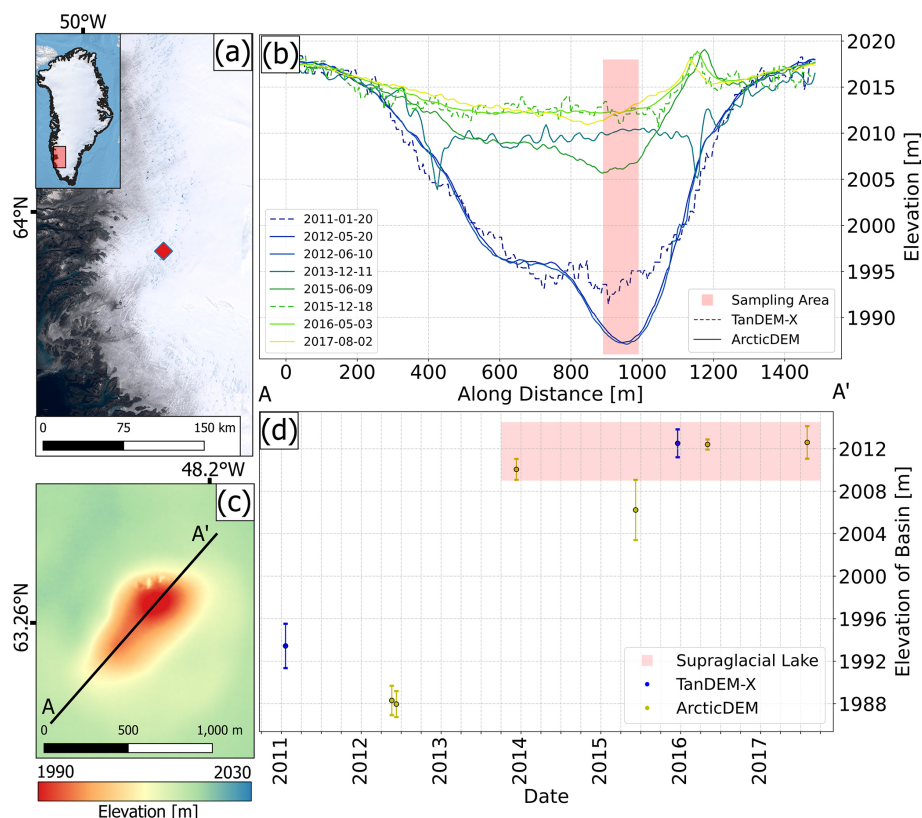 50°W
(a)
64°N
0 75 150 km
(b)
2020
2015
2010
2005
2000
1995
1990
Elevation [m]
2011-01-20
2012-05-20
2012-06-10
2013-12-11
2015-06-09
2015-12-18
2016-05-03
2017-08-02
Sampling Area
TanDEM-X
ArcticDEM
0 200 400 600 800 1000 1200 1400
A Along Distance [m] A'
48.2°W
(c)
63.26°N
A'
A
0 500 1,000 m
1990 2030
Elevation [m]
(d)
2012
2008
2004
2000
1996
1992
1988
Elevation of Basin [m]
Supraglacial Lake
TanDEM-X
ArcticDEM
2011 2012 2013 2014 2015 2016 2017
Date